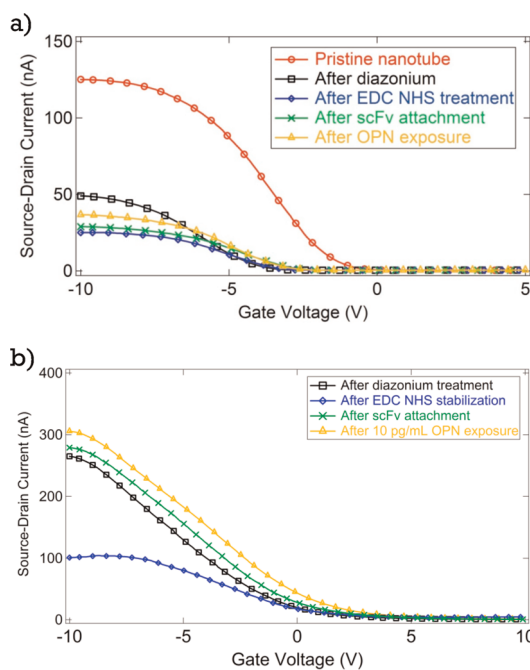 a)
150
100
50
0
Source-Drain Current (nA)
Pristine nanotube
After diazonium
After EDC NHS treatment
After scFv attachment
After OPN exposure
-10
-5
0
5
Gate Voltage (V)
b)
400
300
200
100
0
Source-Drain Current (nA)
After diazonium treatment
After EDC NHS stabilization
After scFv attachment
After 10 pg/mL OPN exposure
-10
-5
0
5
10
Gate Voltage (V)